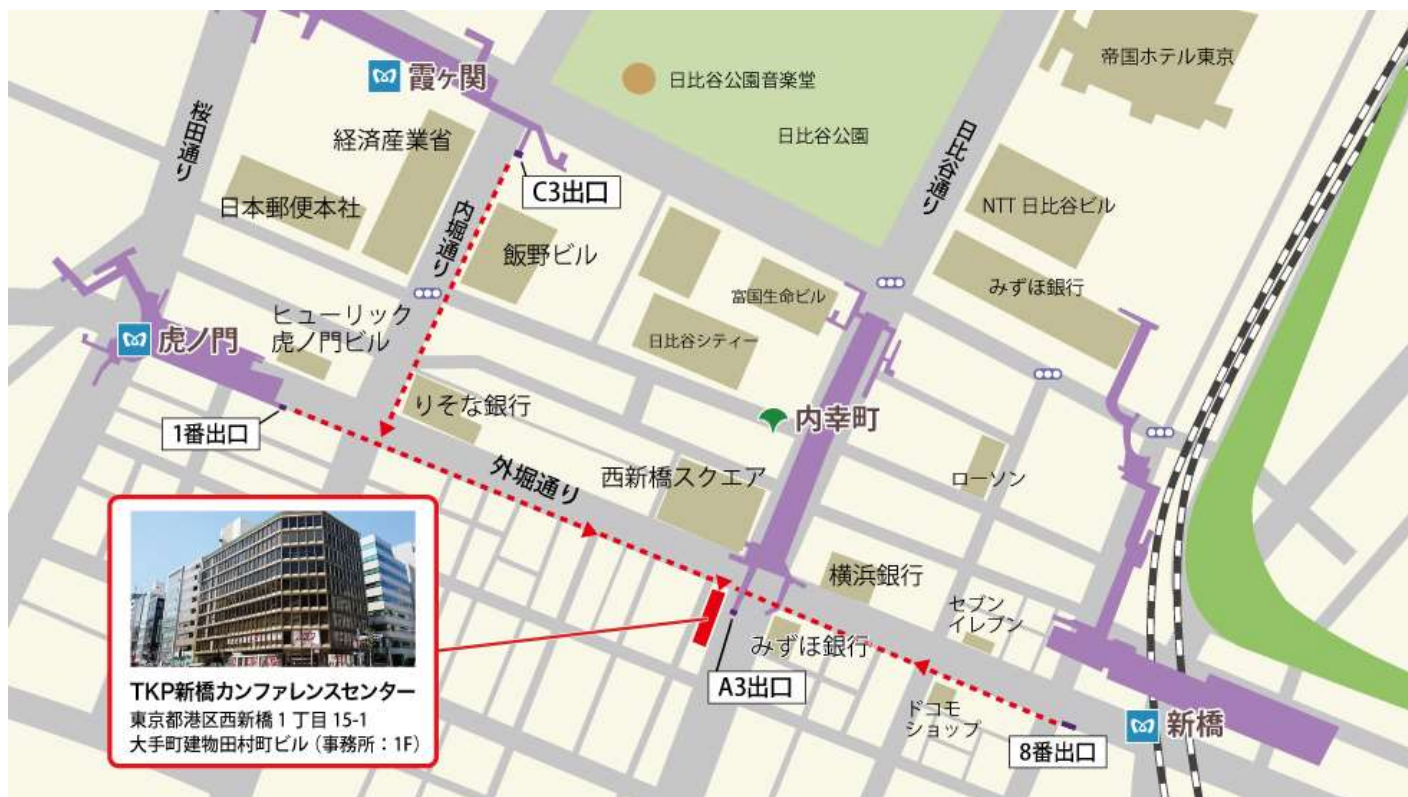 霞ヶ関
日比谷公園音楽堂
帝国ホテル東京
桜田通り
経済産業省
日比谷公園
日比谷通り
C3出口
日本郵便本社
内堀通り
NTT 日比谷ビル
飯野ビル
みずほ銀行
富国生命ビル
ヒューリック
虎ノ門ビル
虎ノ門
日比谷シティー
りそな銀行
内幸町
1番出口
外堀通り
西新橋スクエア
ローソン
横浜銀行
セブン
イレブン
みずほ銀行
A3出口
ドコモ
ショップ
新橋
8番出口
TKP新橋カンファレンスセンター
東京都港区西新橋1丁目 15-1
大手町建物田村町ビル(事務所:1F)